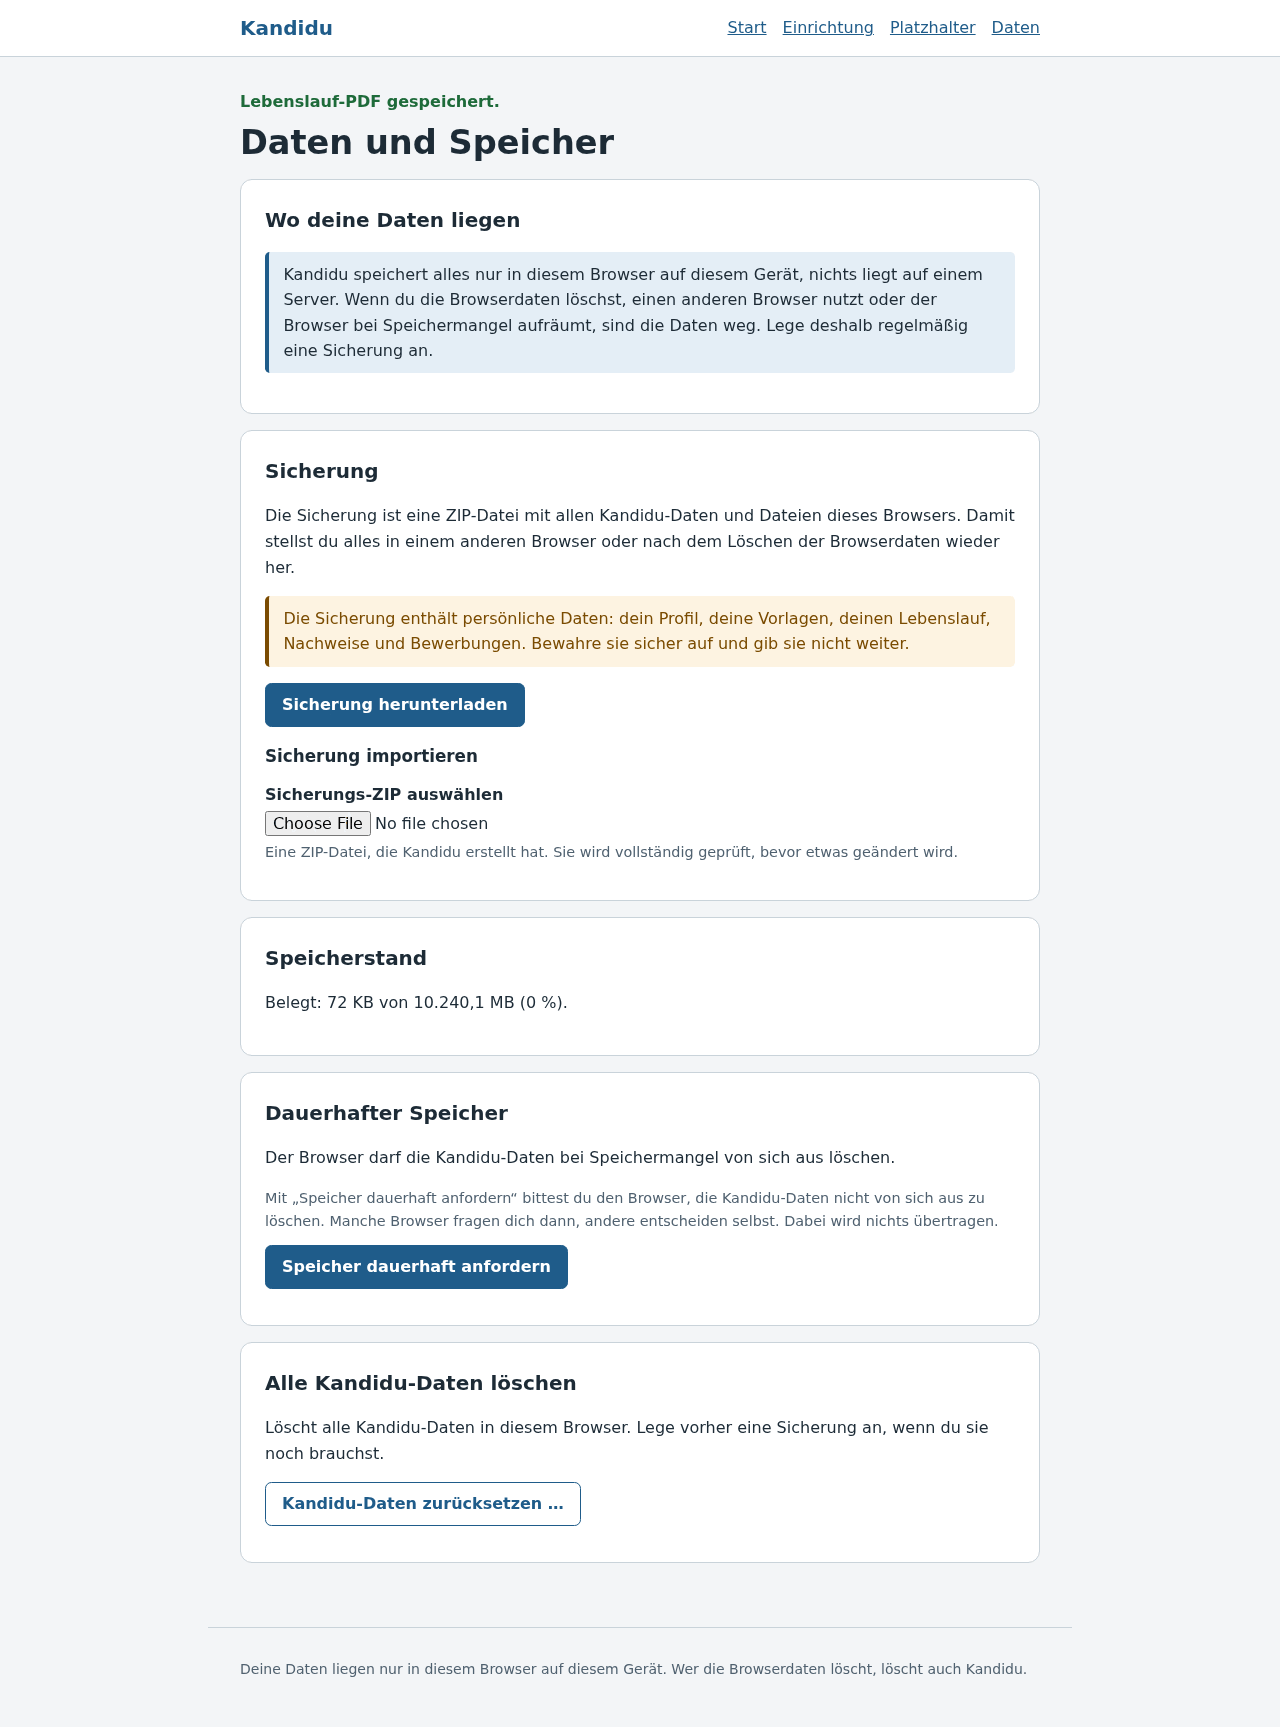 Kandidu
Start Einrichtung Platzhalter Daten
Lebenslauf-PDF gespeichert.
Daten und Speicher
Wo deine Daten liegen
Kandidu speichert alles nur in diesem Browser auf diesem Gerät, nichts liegt auf einem
Server. Wenn du die Browserdaten löschst, einen anderen Browser nutzt oder der
Browser bei Speichermangel aufräumt, sind die Daten weg. Lege deshalb regelmäßig
eine Sicherung an.
Sicherung
Die Sicherung ist eine ZIP-Datei mit allen Kandidu-Daten und Dateien dieses Browsers. Damit
stellst du alles in einem anderen Browser oder nach dem Löschen der Browserdaten wieder
her.
Die Sicherung enthält persönliche Daten: dein Profil, deine Vorlagen, deinen Lebenslauf,
Nachweise und Bewerbungen. Bewahre sie sicher auf und gib sie nicht weiter.
Sicherung herunterladen
Sicherung importieren
Sicherungs-ZIP auswählen
Choose File No file chosen
Eine ZIP-Datei, die Kandidu erstellt hat. Sie wird vollständig geprüft, bevor etwas geändert wird.
Speicherstand
Belegt: 72 KB von 10.240,1 MB (0 %).
Dauerhafter Speicher
Der Browser darf die Kandidu-Daten bei Speichermangel von sich aus löschen.
Mit „Speicher dauerhaft anfordern“ bittest du den Browser, die Kandidu-Daten nicht von sich aus zu
löschen. Manche Browser fragen dich dann, andere entscheiden selbst. Dabei wird nichts übertragen.
Speicher dauerhaft anfordern
Alle Kandidu-Daten löschen
Löscht alle Kandidu-Daten in diesem Browser. Lege vorher eine Sicherung an, wenn du sie
noch brauchst.
Kandidu-Daten zurücksetzen …
Deine Daten liegen nur in diesem Browser auf diesem Gerät. Wer die Browserdaten löscht, löscht auch Kandidu.